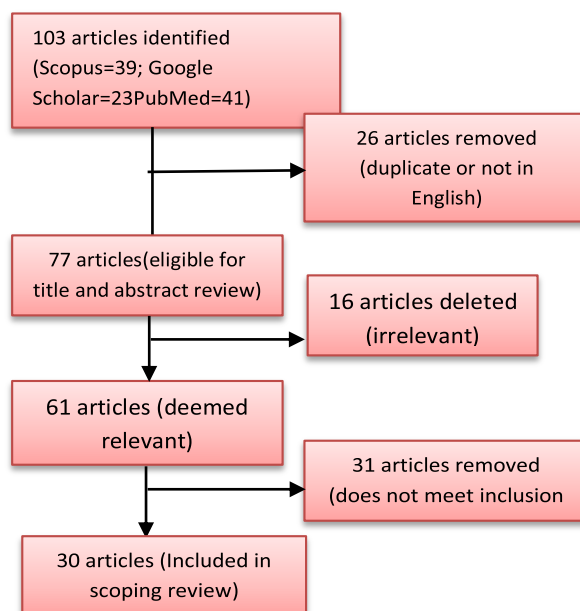 103 articles identified
(Scopus=39; Google
Scholar=23PubMed=41)
26 articles removed
(duplicate or not in
English)
77 articles(eligible for
title and abstract review)
16 articles deleted
(irrelevant)
61 articles (deemed
relevant)
31 articles removed
(does not meet inclusion
30 articles (Included in
scoping review)